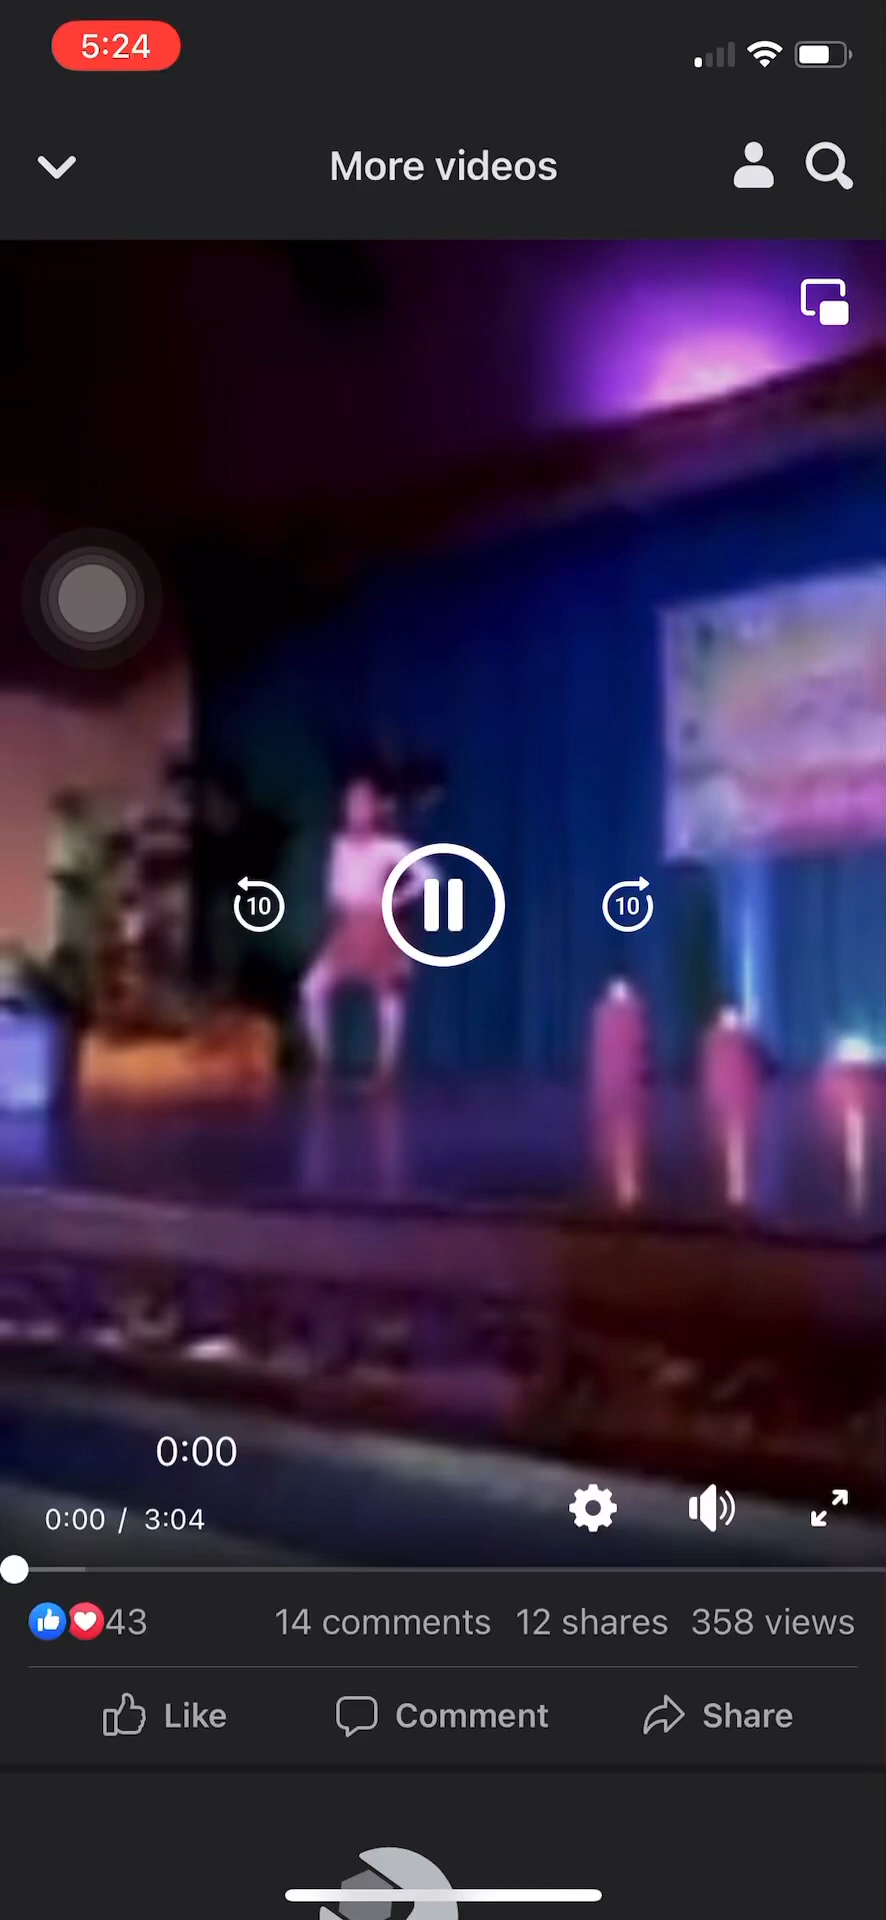 5:24
More videos
10
10
0:00
0:00 / 3:04
43 14 comments 12 shares 358 views
Like Comment Share